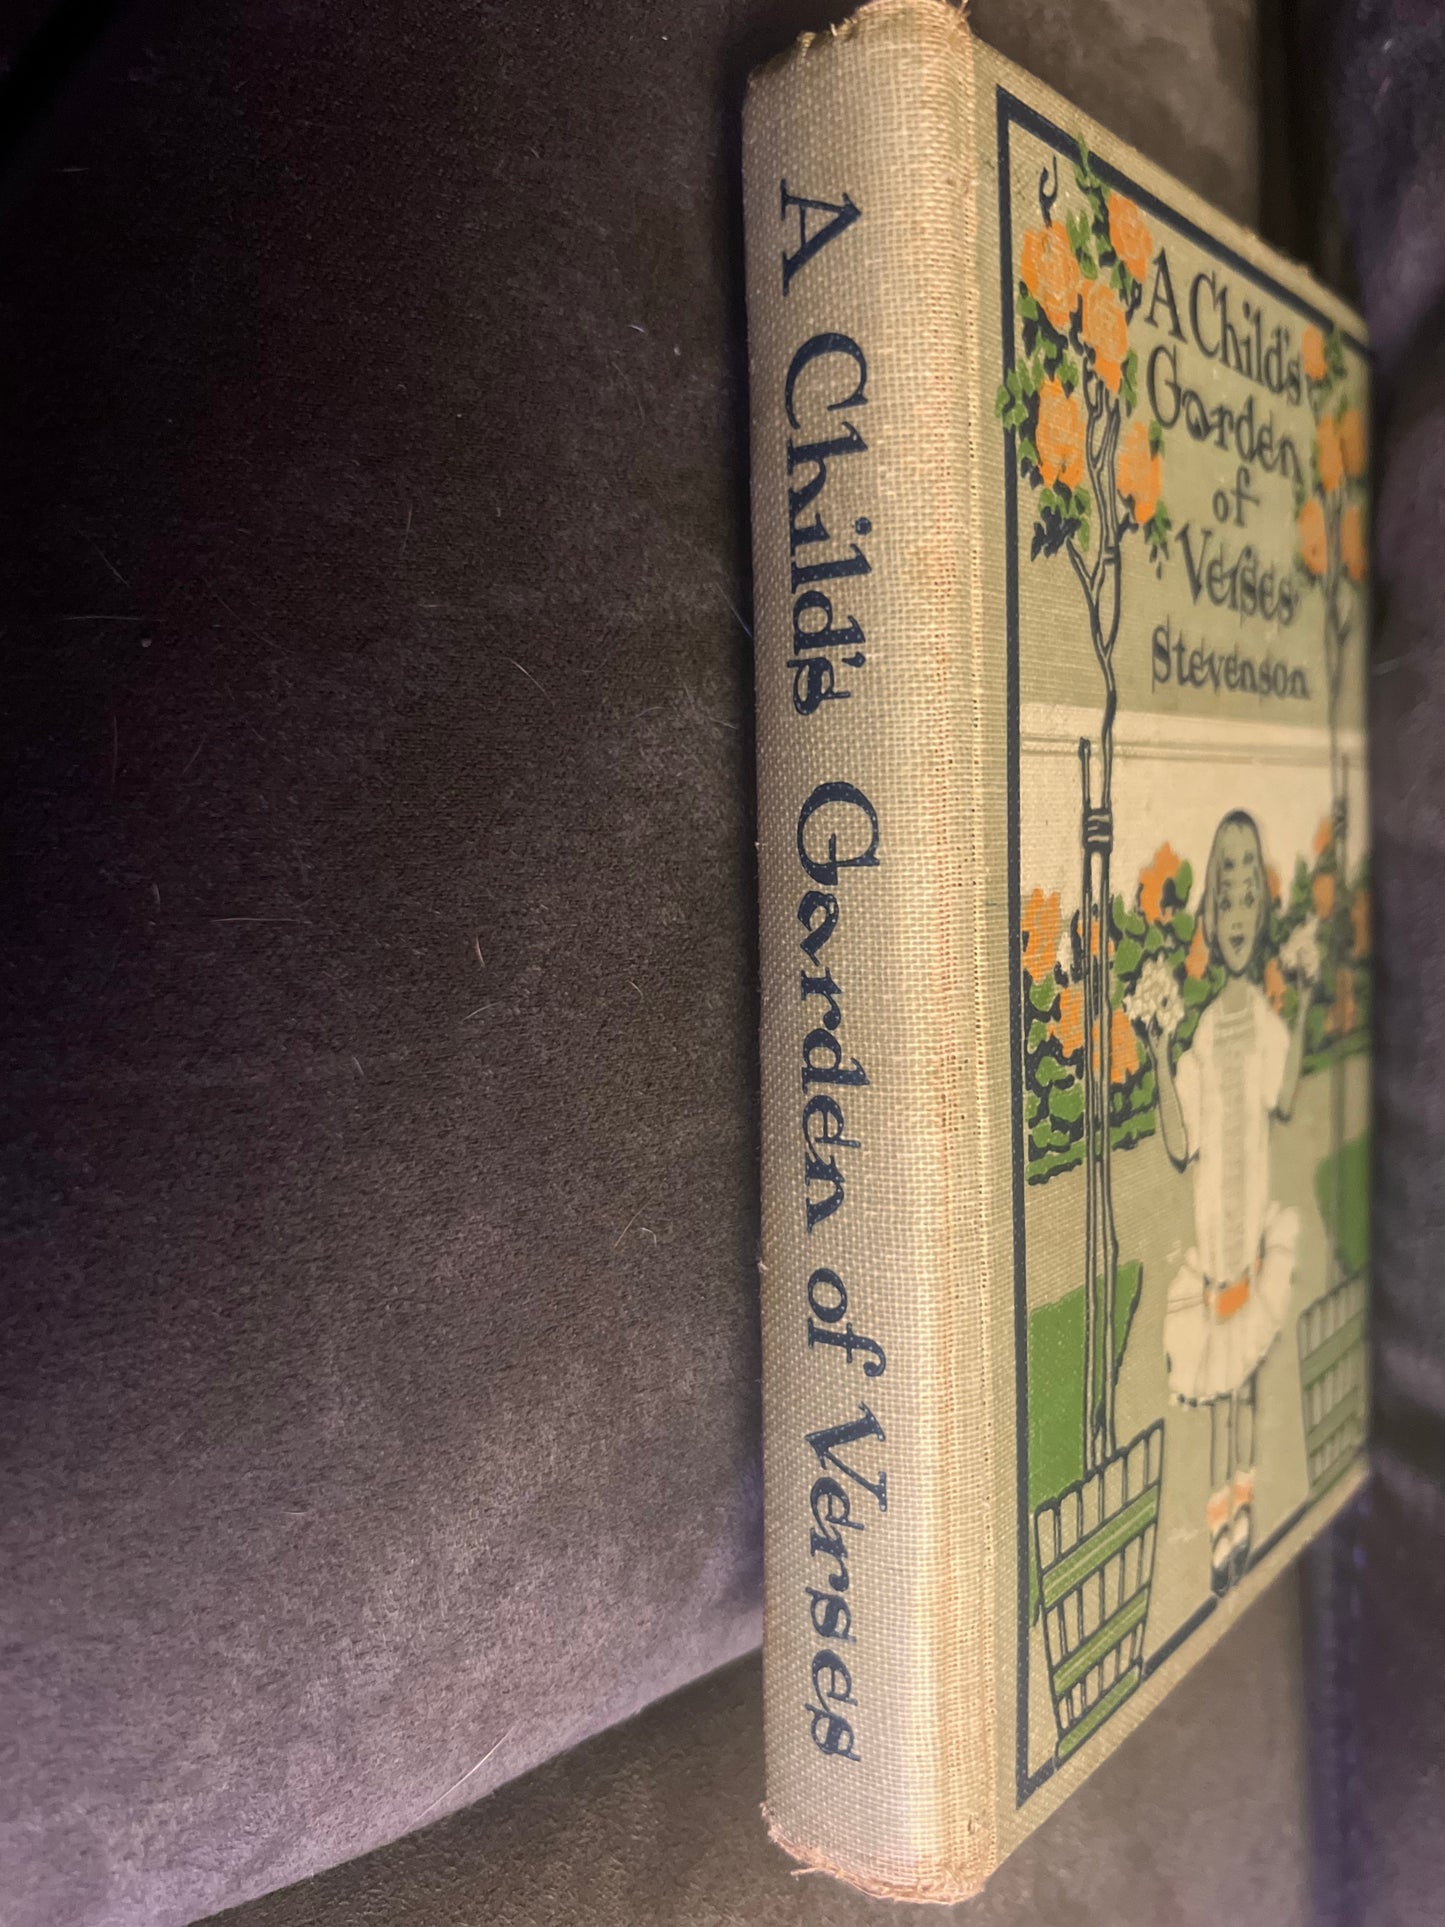 A Child's Garden of Verses
A Child's
Garden
of
Verses
Stevenson